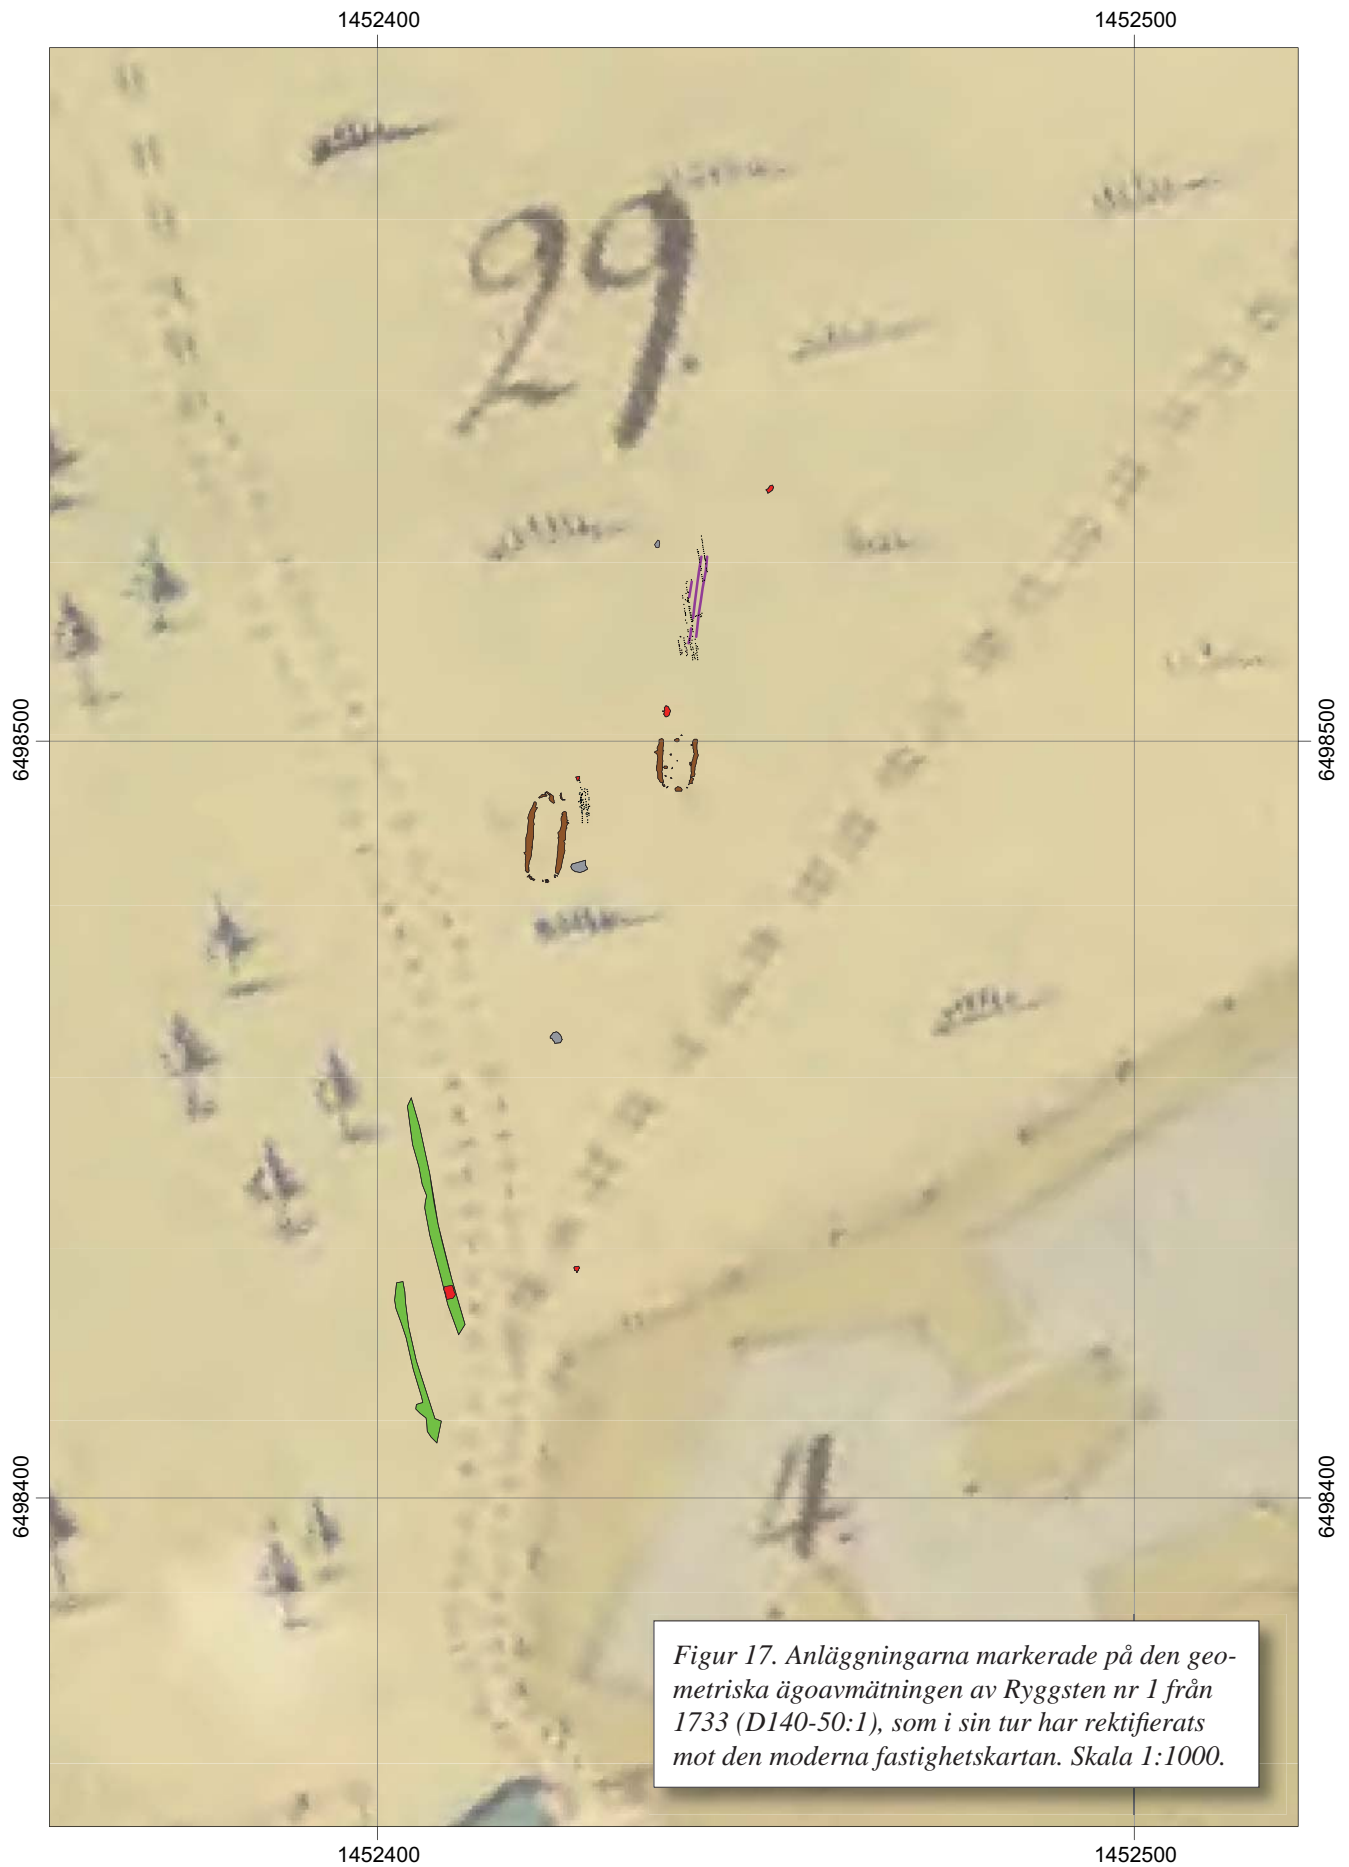 1452400
1452500
29.
6498500
6498500
6498400
6498400
4.
Figur 17. Anläggningarna markerade på den geo-
metriska ägoavmätningen av Ryggsten nr 1 från
1733 (D140-50:1), som i sin tur har rektifierats
mot den moderna fastighetskartan. Skala 1:1000.
1452400
1452500